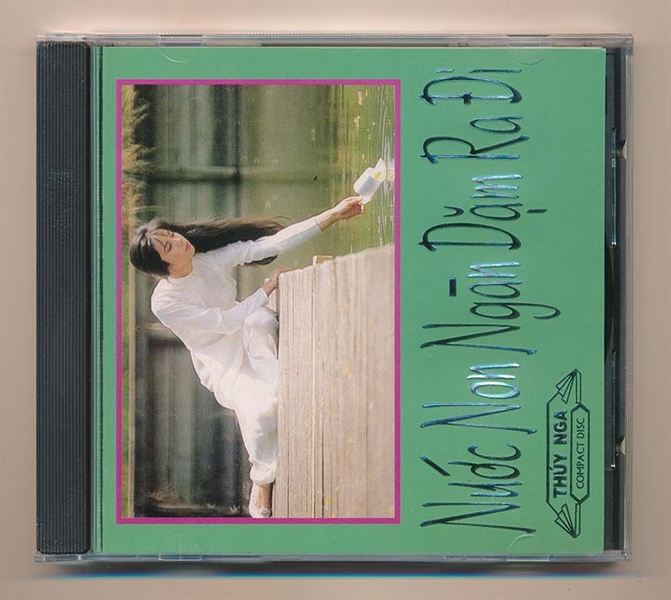 Nước Non Ngàn Dặm Ra Đi
THÚY NGA
COMPACT DISC